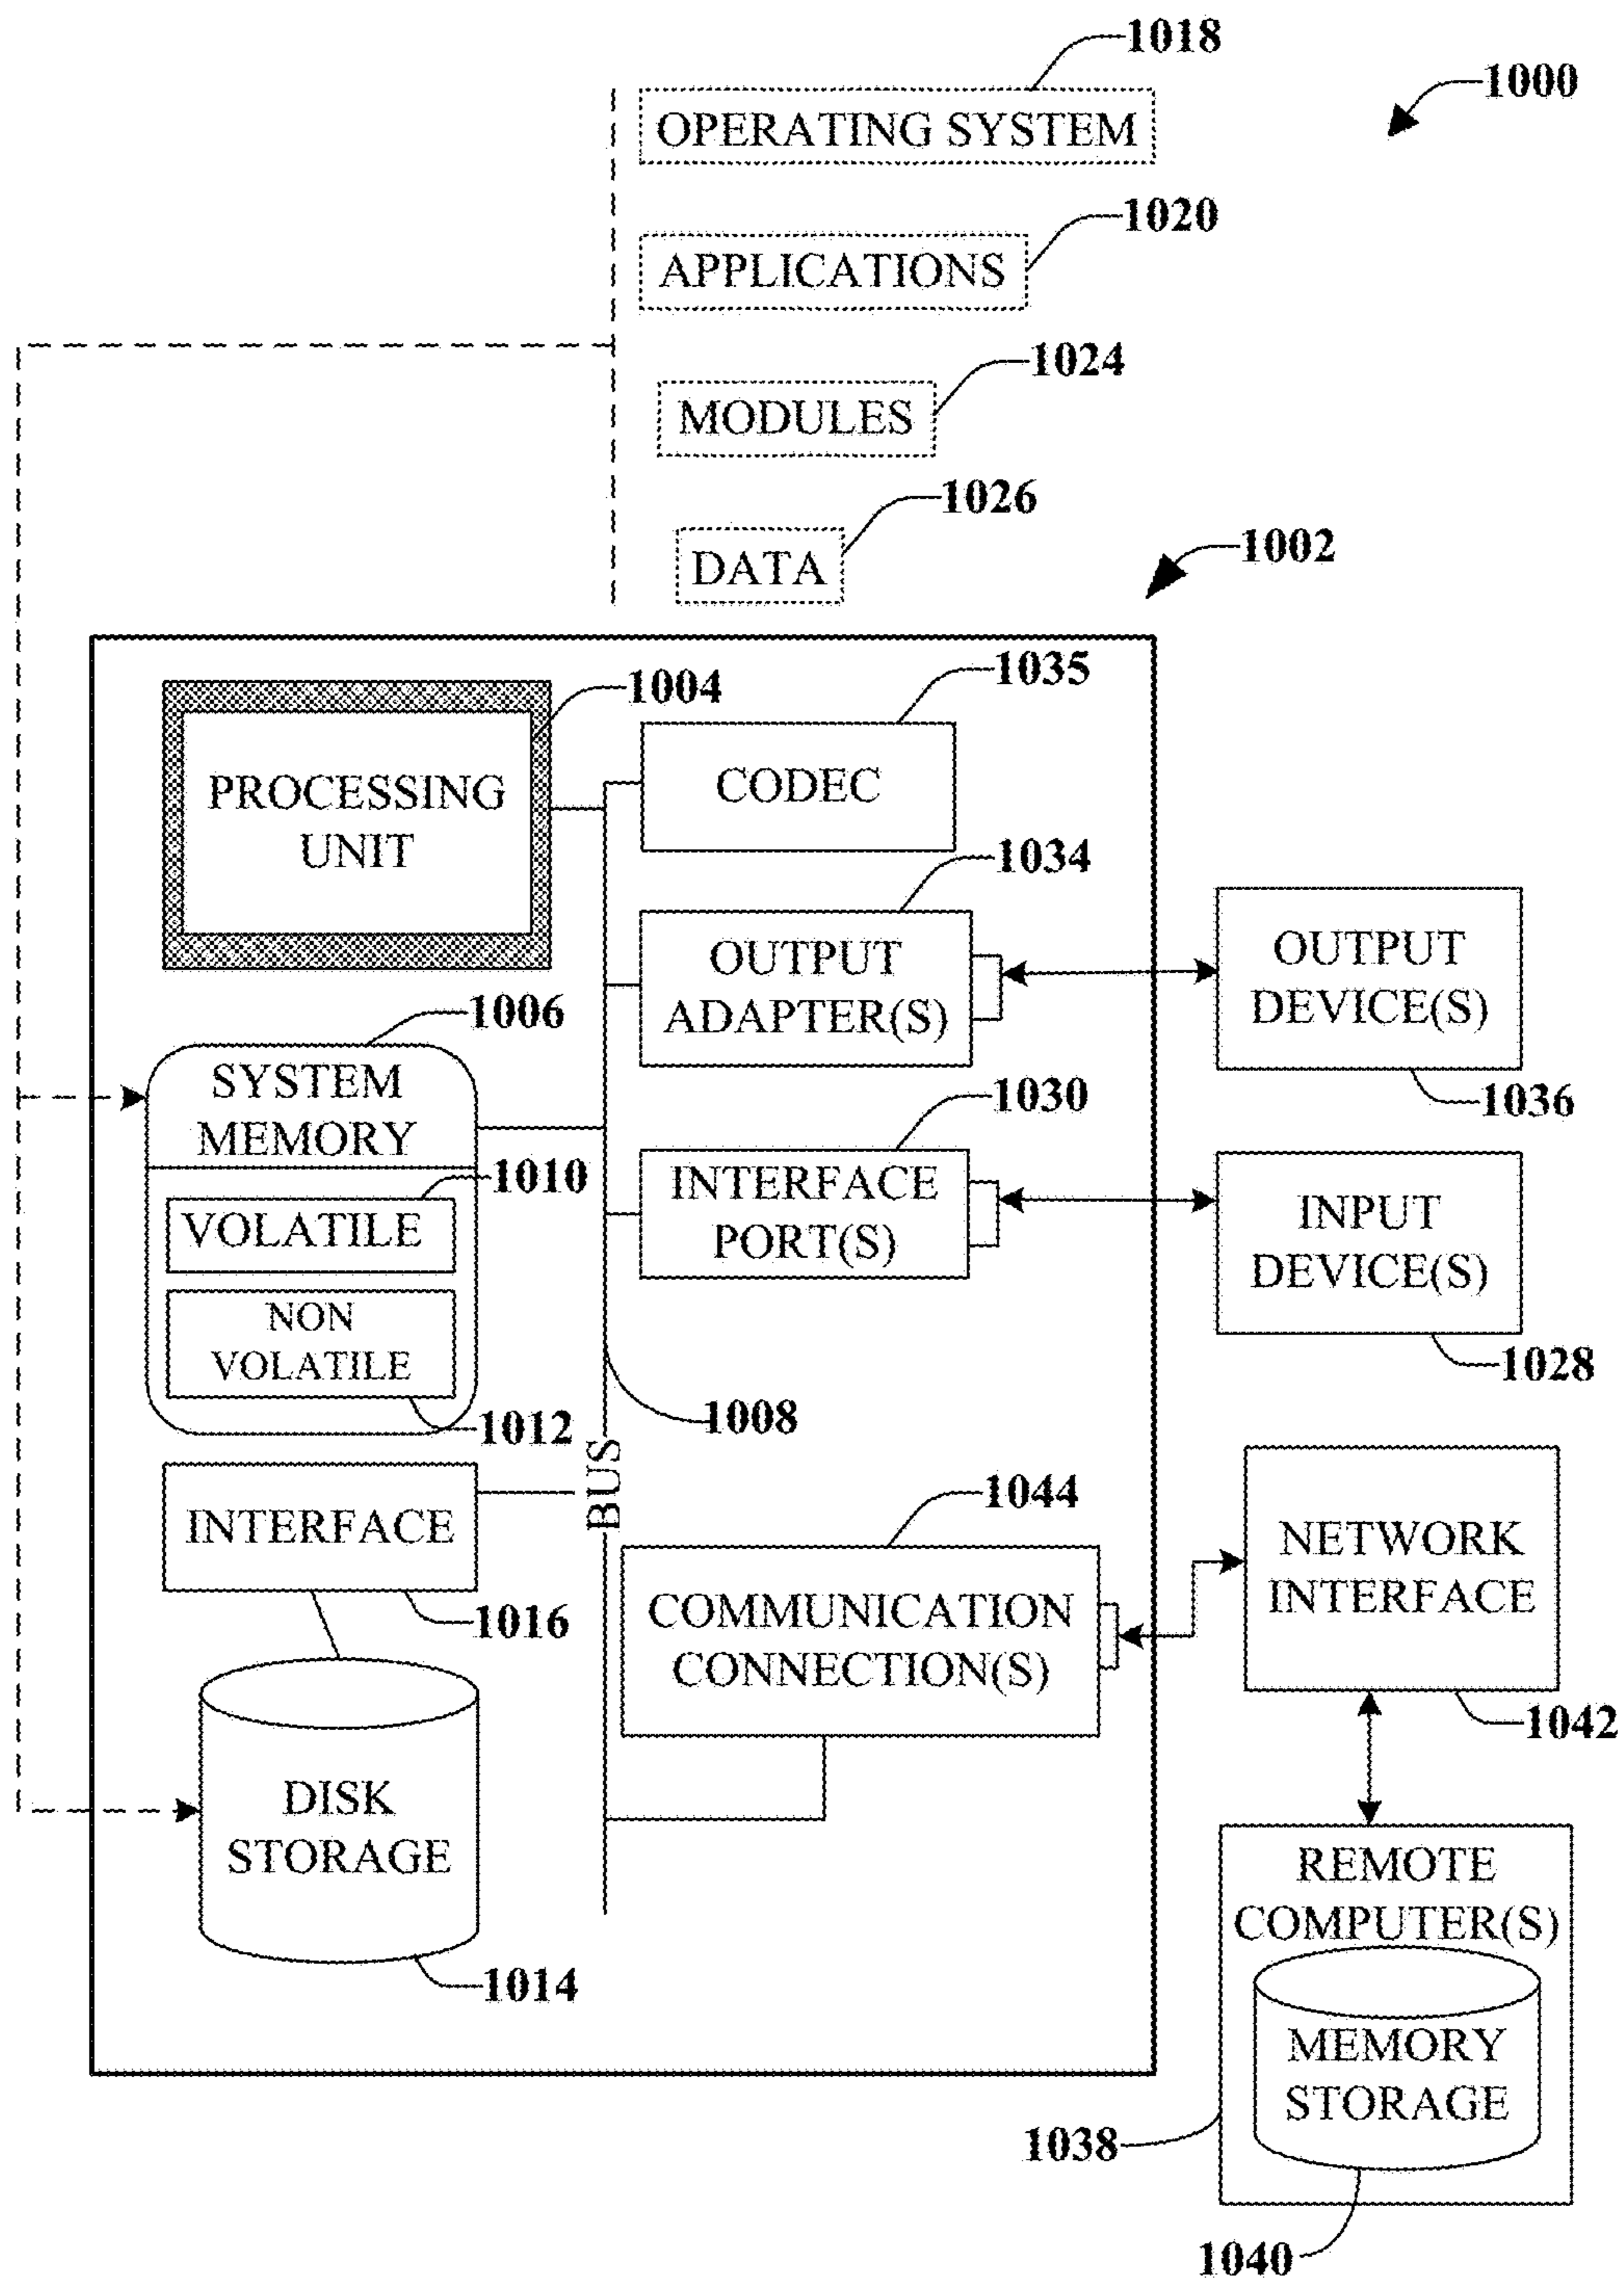 1018
1000
OPERATING SYSTEM
1020
APPLICATIONS
1024
MODULES
1026
DATA
1002
1004
PROCESSING
UNIT
1035
CODEC
1034
OUTPUT
ADAPTER(S)
OUTPUT
DEVICE(S)
1036
1006
SYSTEM
MEMORY
1010
VOLATILE
NON
VOLATILE
1012
1030
INTERFACE
PORT(S)
INPUT
DEVICE(S)
1028
1008
BUS
INTERFACE
1016
1044
COMMUNICATION
CONNECTION(S)
NETWORK
INTERFACE
1042
DISK
STORAGE
1014
REMOTE
COMPUTER(S)
MEMORY
STORAGE
1038
1040